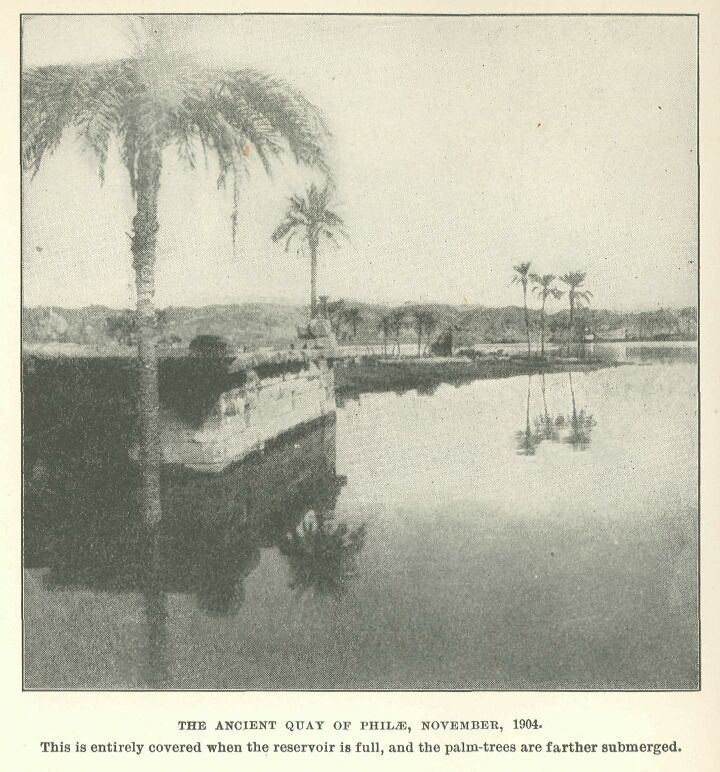 THE ANCIENT QUAY OF PHILÆ, NOVEMBER, 1904.
This is entirely covered when the reservoir is full, and the palm-trees are farther submerged.